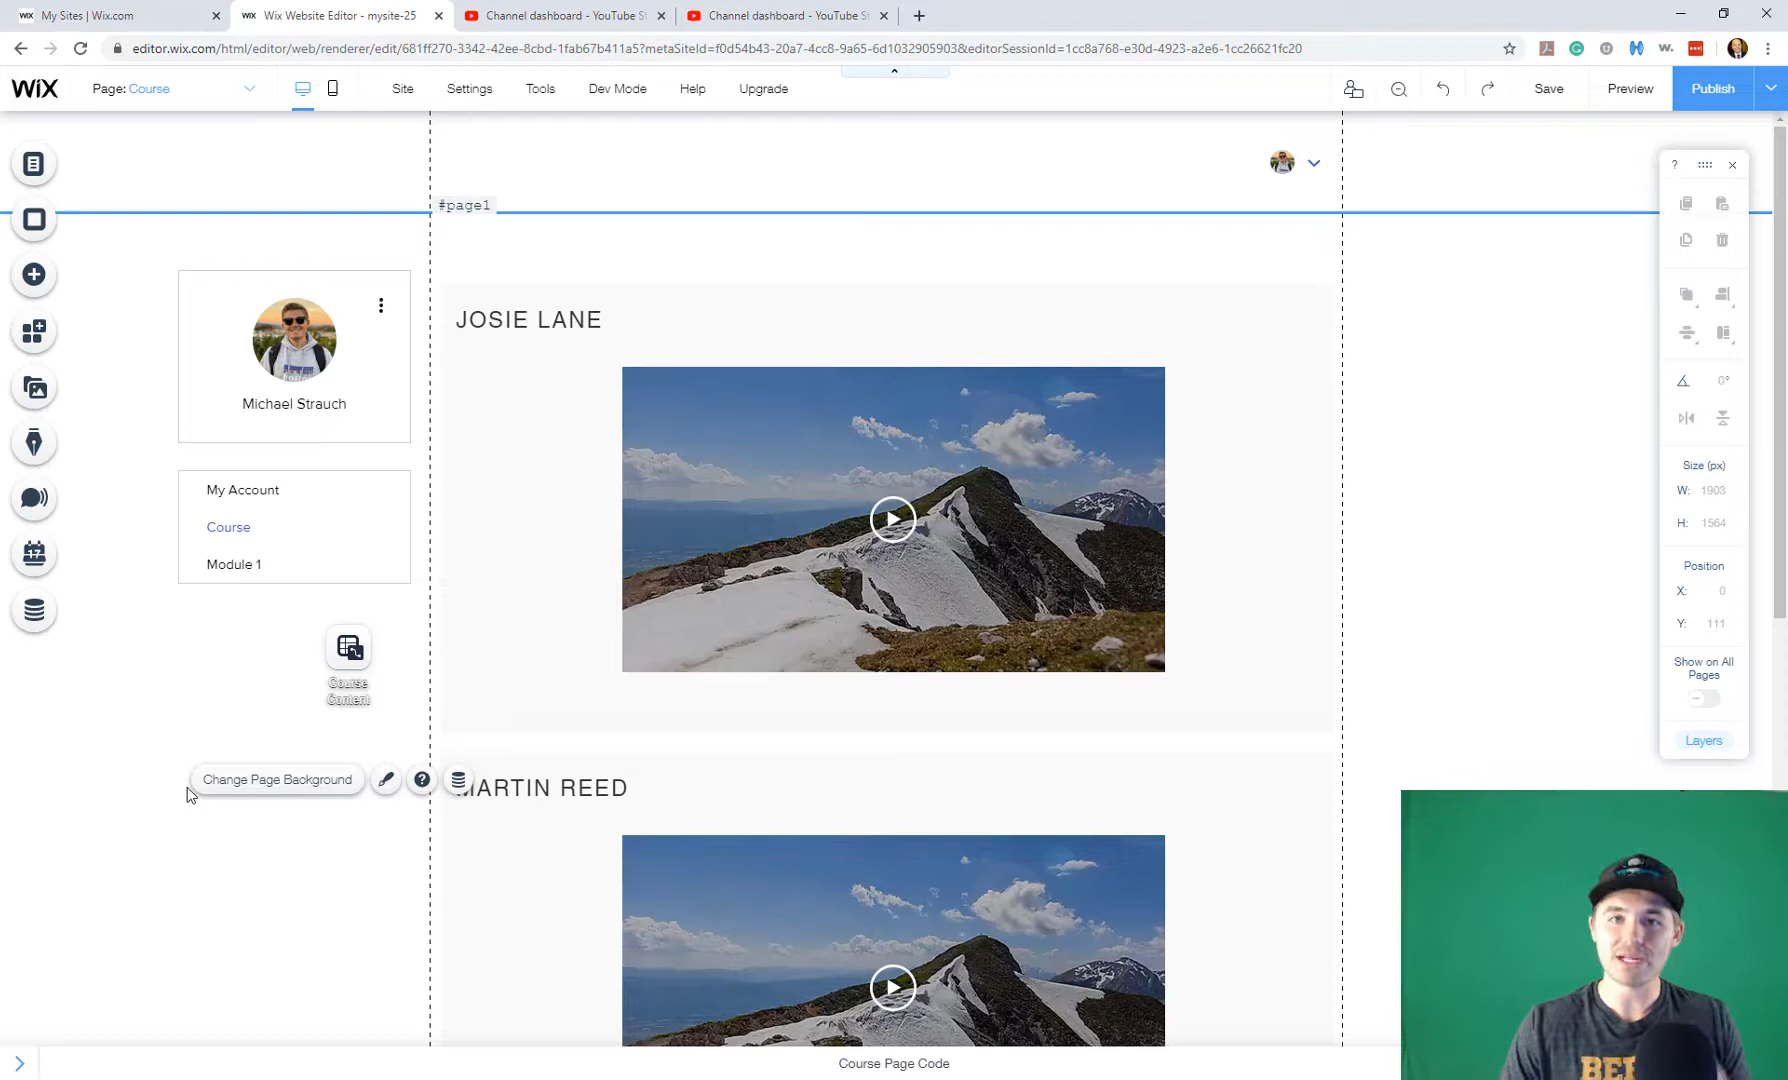 My Sites | Wix.com
Wix Website Editor - mysite-25
Channel dashboard - YouTube St
Channel dashboard - YouTube St
editor.wix.com/html/editor/web/renderer/edit/681ff270-3342-42ee-8cbd-1fab67b411a5?metaSiteId=f0d54b43-20a7-4cc8-9a65-6d1032905903&editorSessionId=1cc8a768-e30d-4923-a2e6-1cc26621fc20
WiX
Page: Course
Site
Settings
Tools
Dev Mode
Help
Upgrade
Save
Preview
Publish
#page1
Michael Strauch
My Account
Course
Module 1
Course
Content
Change Page Background
JOSIE LANE
MARTIN REED
0°
Size (px)
W: 1903
H: 1564
Position
X: 0
Y: 111
Show on All
Pages
Layers
17
Course Page Code